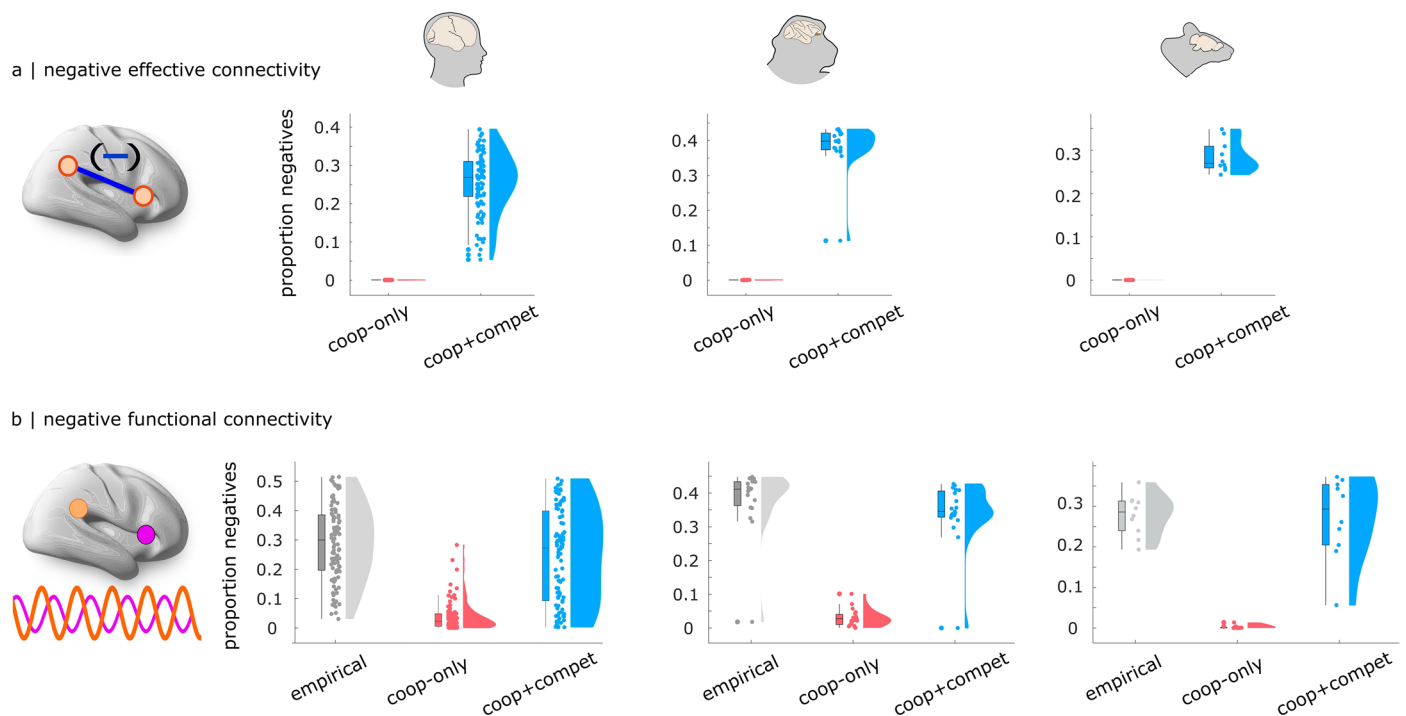 a | negative effective connectivity
proportion negatives
0.4
0.3
0.2
0.1
0
coop-only
coop+compet
0.4
0.3
0.2
0.1
0
coop-only
coop+compet
0.3
0.2
0.1
0
coop-only
coop+compet
b | negative functional connectivity
proportion negatives
0.5
0.4
0.3
0.2
0.1
0
empirical
coop-only
coop+compet
0.4
0.3
0.2
0.1
0
empirical
coop-only
coop+compet
0.3
0.2
0.1
0
empirical
coop-only
coop+compet